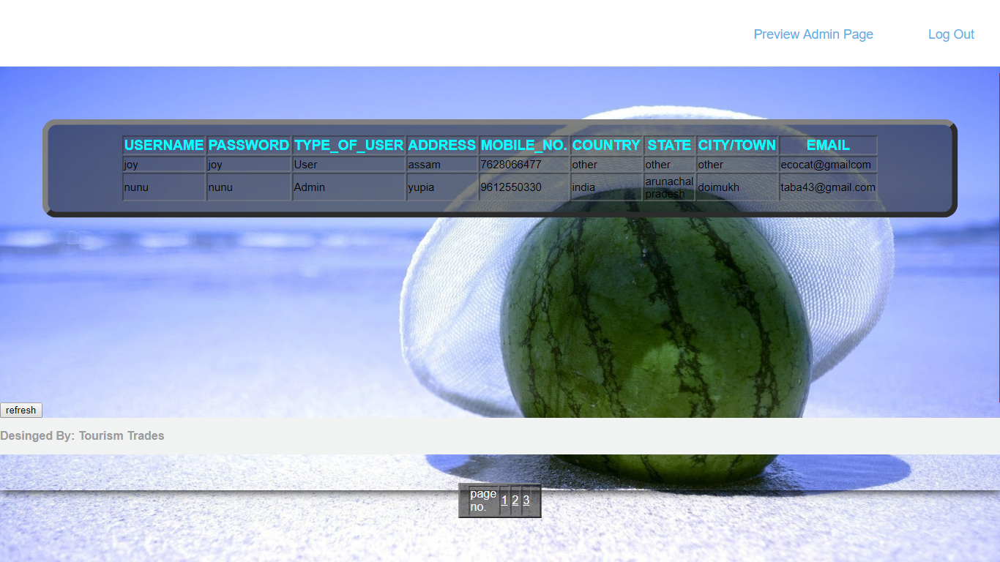 Preview Admin Page Log Out
USERNAME PASSWORD TYPE_OF_USER ADDRESS MOBILE_NO. COUNTRY STATE CITY/TOWN EMAIL
joy joy User assam 7628066477 other other other ecocat@gmailcom
nunu nunu Admin yupia 9612550330 india arunachal pradesh doimukh taba43@gmail.com
refresh
Desinged By: Tourism Trades
page no. 1 2 3